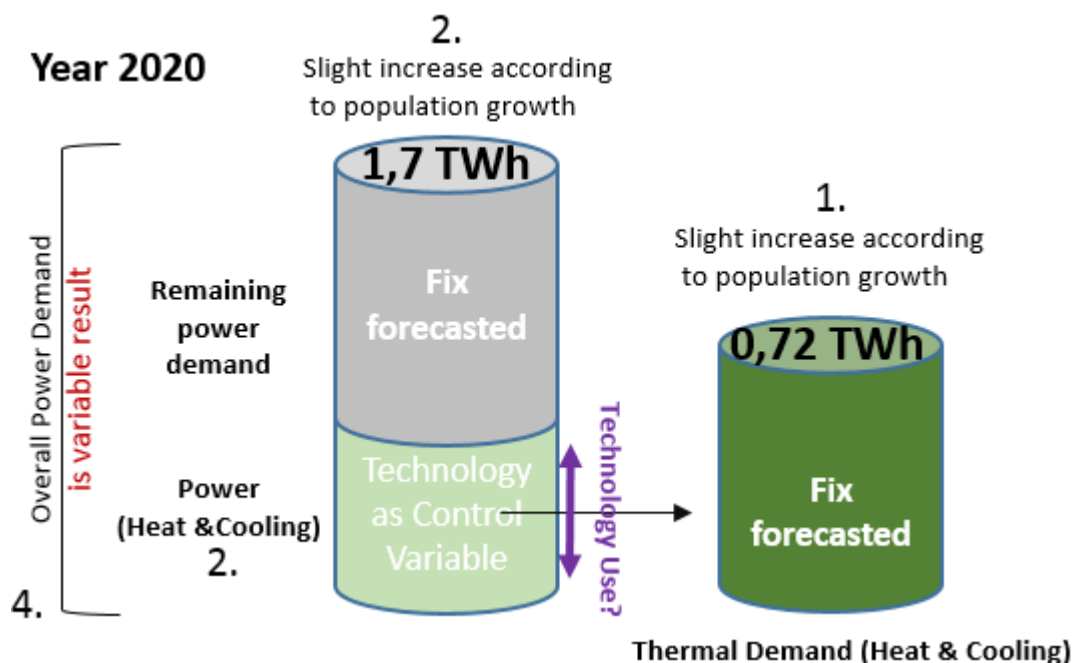 Year 2020
2.
Slight increase according
to population growth
1,7 TWh
1.
Slight increase according
to population growth
0,72 TWh
Overall Power Demand
is variable result
Remaining
power
demand
Fix
forecasted
Power
(Heat &Cooling)
2.
Technology
as Control
Variable
Technology Use?
Fix
forecasted
4.
Thermal Demand (Heat & Cooling)